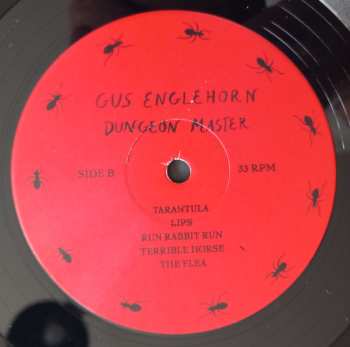 GUS ENGLEHORN
DUNGEON MASTER
SIDE B 33 RPM
TARANTULA
LIPS
RUN RABBIT RUN
TERRIBLE HORSE
THE FLEA